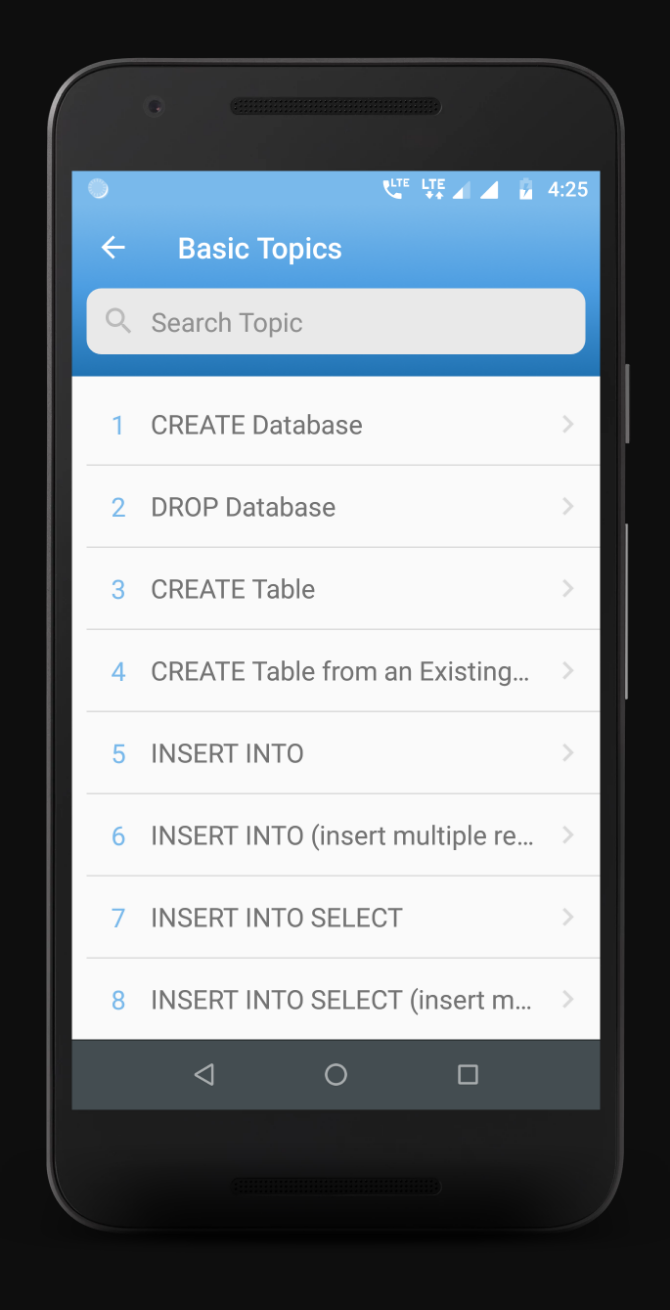 LTE LTE 4:25
Basic Topics
Search Topic
1 CREATE Database
2 DROP Database
3 CREATE Table
4 CREATE Table from an Existing...
5 INSERT INTO
6 INSERT INTO (insert multiple re...
7 INSERT INTO SELECT
8 INSERT INTO SELECT (insert m...